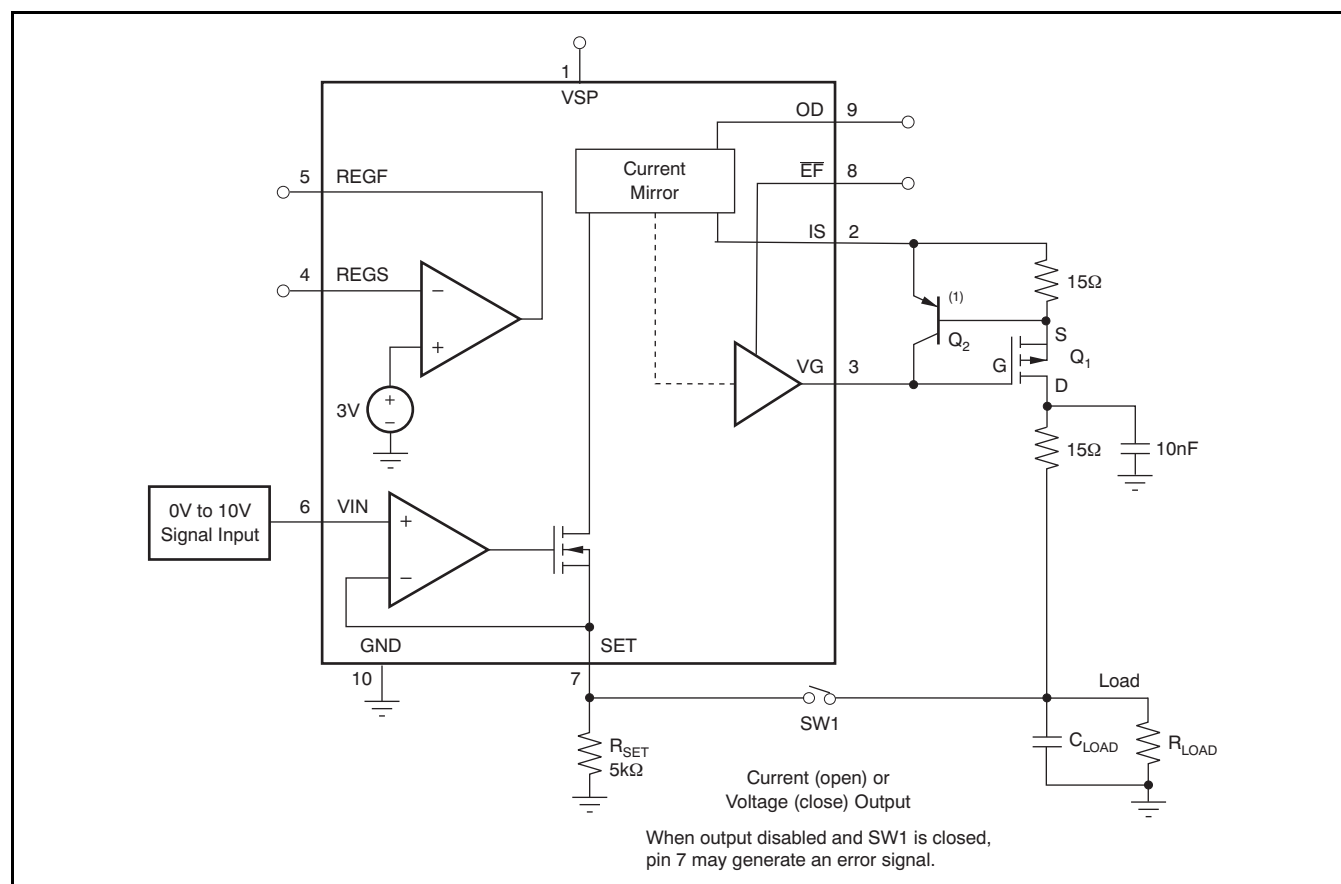 1
VSP
OD 9
EF 8
Current
Mirror
5 REGF
IS 2
4 REGS
15Ω
(1)
−
+
S
Q2
Q1
VG 3
G
D
3V
+
−
15Ω
10nF
0V to 10V
Signal Input
6 VIN
+
−
GND
SET
10
7
Load
SW1
RSET
5kΩ
CLOAD
RLOAD
Current (open) or
Voltage (close) Output
When output disabled and SW1 is closed,
pin 7 may generate an error signal.